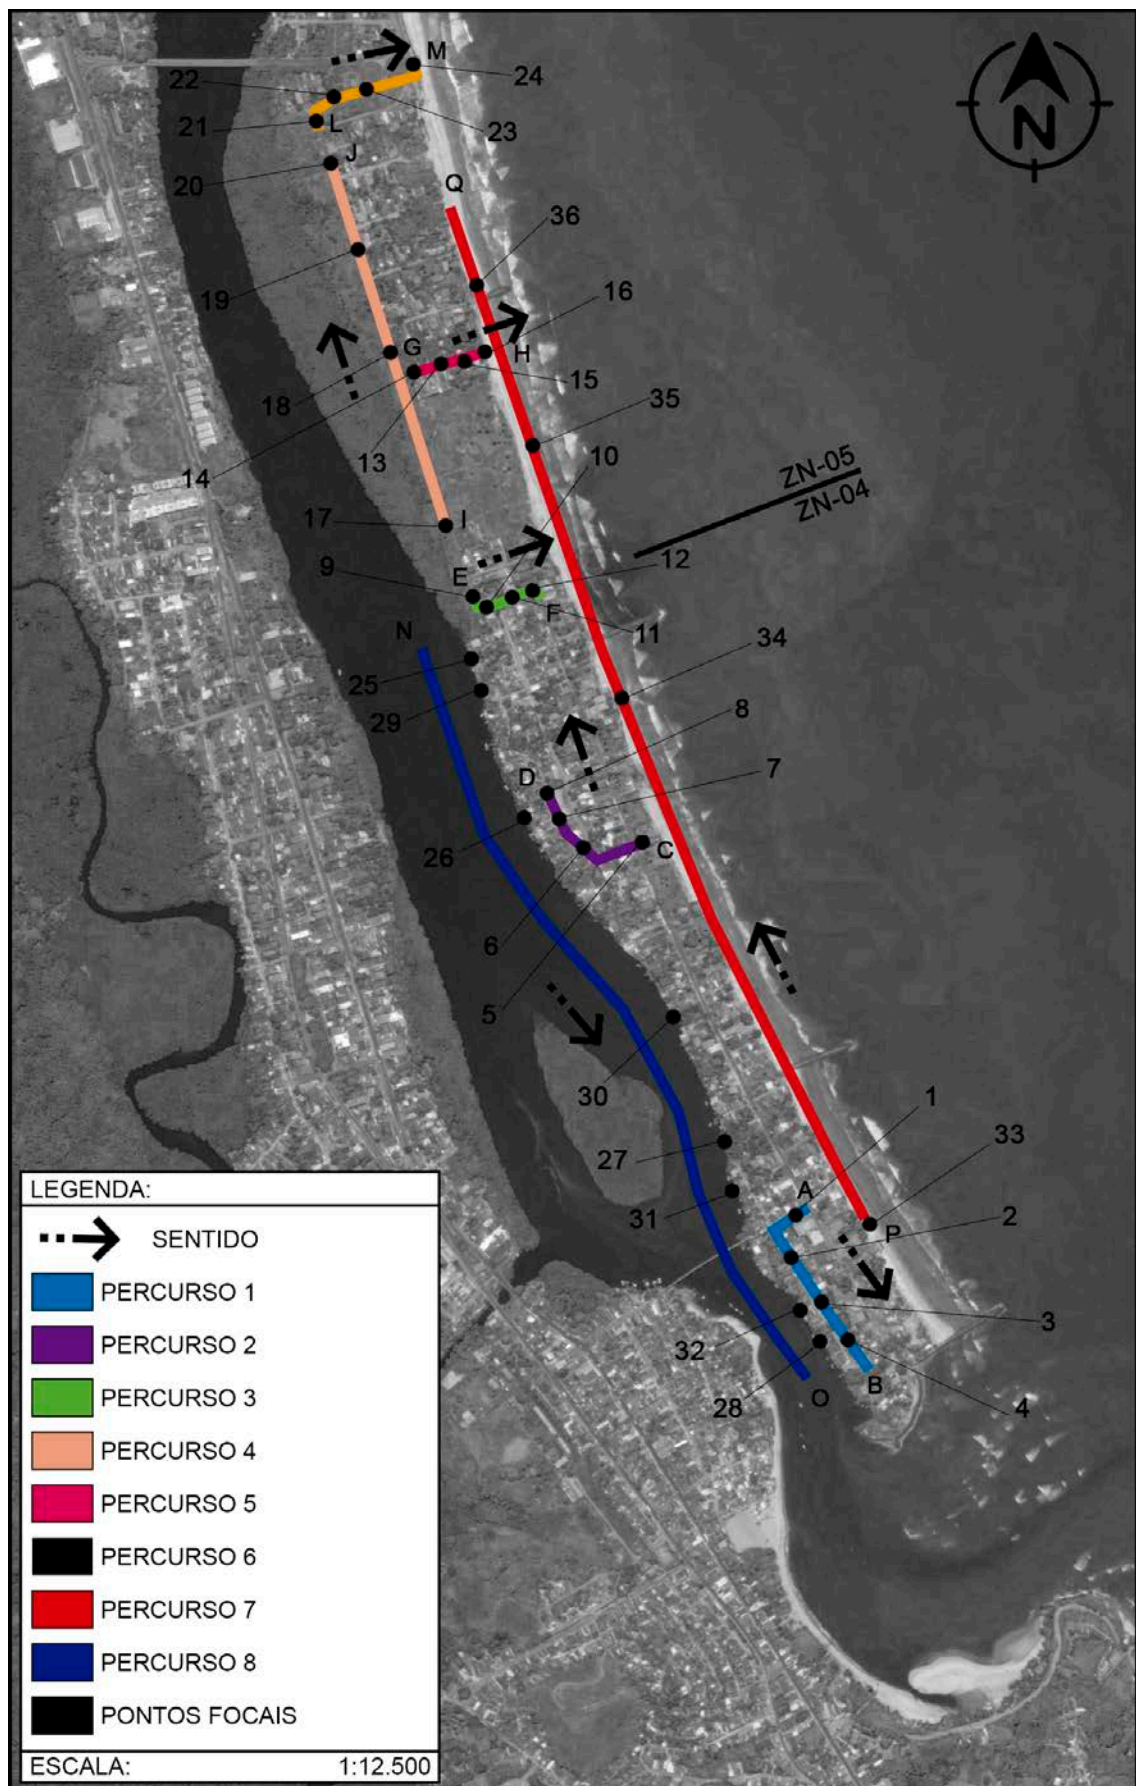 M
24
22
21
L
23
J
20
Q
36
N
19
16
G
H
18
15
35
13
14
10
ZN-05
ZN-04
17
I
9
E
12
F
11
N
25
34
29
8
D
7
26
C
6
5
30
1
27
33
A
31
2
P
3
32
B
28
O
4
LEGENDA:
SENTIDO
PERCURSO 1
PERCURSO 2
PERCURSO 3
PERCURSO 4
PERCURSO 5
PERCURSO 6
PERCURSO 7
PERCURSO 8
PONTOS FOCAIS
ESCALA: 1:12.500